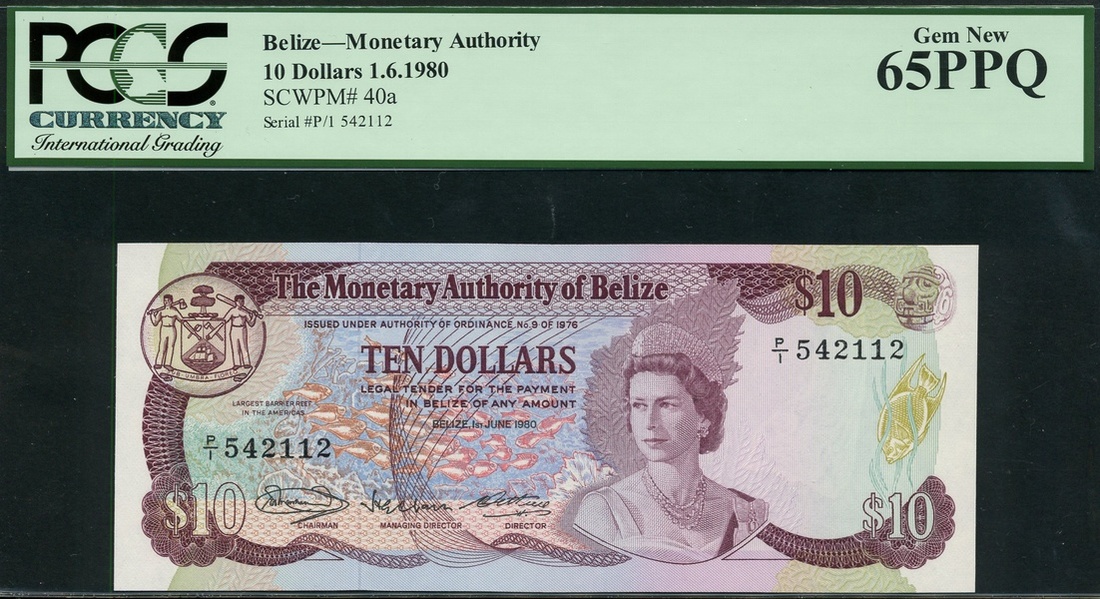 PCGS
CURRENCY
International Grading
Belize—Monetary Authority
10 Dollars 1.6.1980
SCWPM# 40a
Serial #P/1 542112
Gem New
65PPQ
The Monetary Authority of Belize
$10
ISSUED UNDER AUTHORITY OF ORDINANCE. No. 9 OF 1976
TEN DOLLARS
P/1 542112
LEGAL TENDER FOR THE PAYMENT
IN BELIZE OF ANY AMOUNT
LARGEST BARRIER REEF
IN THE AMERICAS
BELIZE, 1ST JUNE 1980
P/1 542112
$10
CHAIRMAN
MANAGING DIRECTOR
DIRECTOR
$10